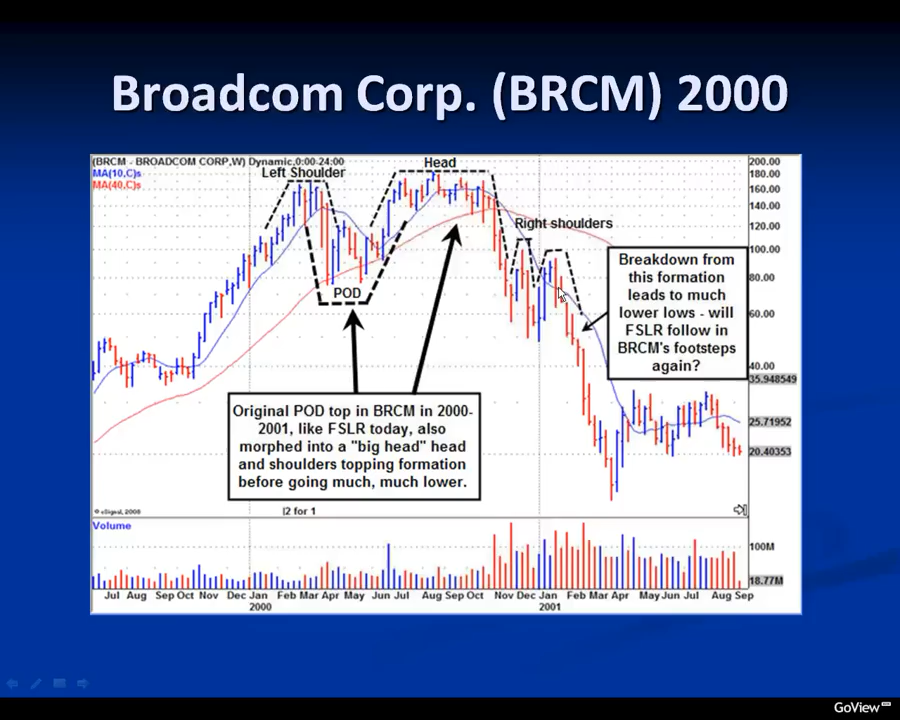 Broadcom Corp. (BRCM) 2000
(BRCM - BROADCOM CORP,W) Dynamic,0:00-24:00
MA(10,C)s
MA(40,C)s
Left Shoulder
Head
Right shoulders
POD
Breakdown from
this formation
leads to much
lower lows - will
FSLR follow in
BRCM's footsteps
again?
Original POD top in BRCM in 2000-
2001, like FSLR today, also
morphed into a "big head" head
and shoulders topping formation
before going much, much lower.
200.00
180.00
160.00
140.00
120.00
100.00
80.00
60.00
40.00
35.948549
25.71952
20.40353
© eSignal, 2008
2 for 1
Volume
100M
18.77M
Jul Aug Sep Oct Nov Dec Jan Feb Mar Apr May Jun Jul Aug Sep Oct Nov Dec Jan Feb Mar Apr May Jun Jul Aug Sep
2000 2001
GoView